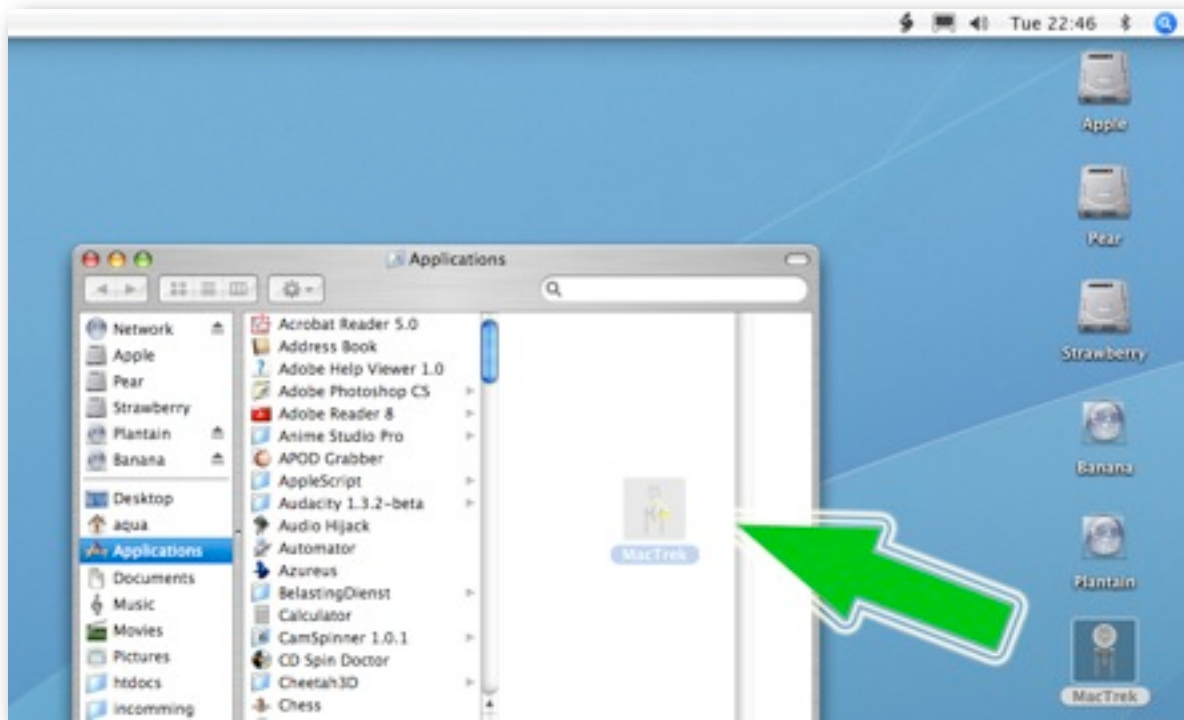 Tue 22:46
Apple
Pear
Strawberry
Banana
Plantain
MacTrek
Applications
Network
Apple
Pear
Strawberry
Plantain
Banana
Desktop
aqua
Applications
Documents
Music
Movies
Pictures
htdocs
incomming
Acrobat Reader 5.0
Address Book
Adobe Help Viewer 1.0
Adobe Photoshop CS
Adobe Reader 8
Anime Studio Pro
APOD Grabber
AppleScript
Audacity 1.3.2-beta
Audio Hijack
Automator
Azureus
BelastingDienst
Calculator
CamSpinner 1.0.1
CD Spin Doctor
Cheetah3D
Chess
MacTrek